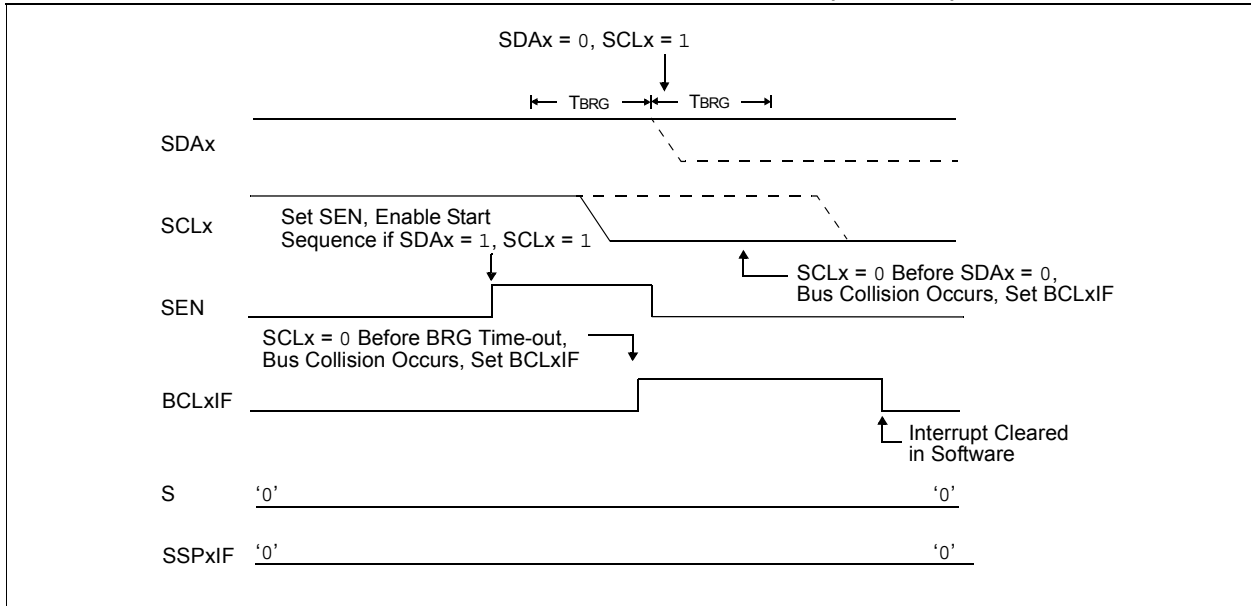 SDAx = 0, SCLx = 1
TBRG TBRG
SDAx
SCLx
Set SEN, Enable Start
Sequence if SDAx = 1, SCLx = 1
SCLx = 0 Before SDAx = 0,
Bus Collision Occurs, Set BCLxIF
SEN
SCLx = 0 Before BRG Time-out,
Bus Collision Occurs, Set BCLxIF
BCLxIF
Interrupt Cleared
in Software
S ‘0’ ‘0’
SSPxIF ‘0’ ‘0’